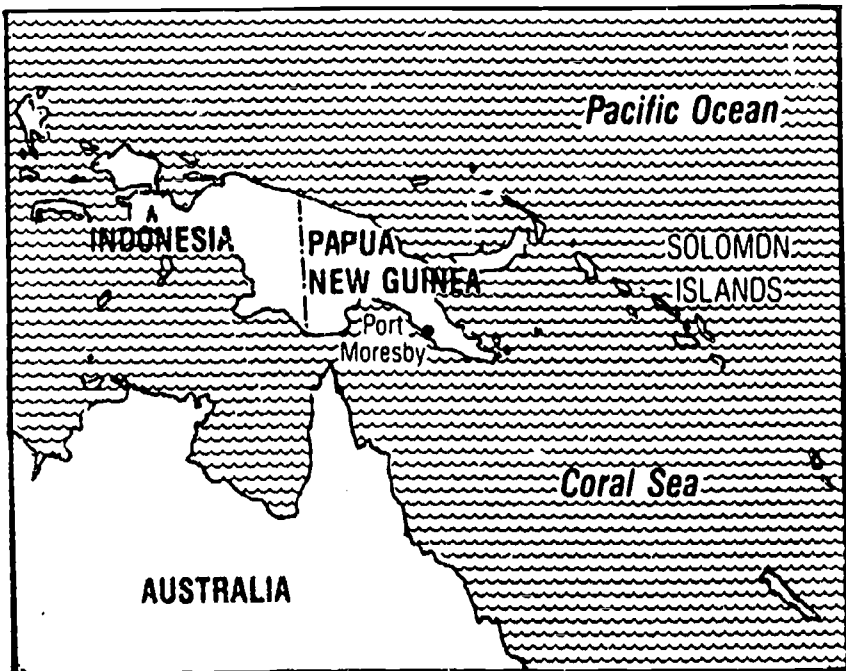 Pacific Ocean
A
INDONESIA
PAPUA
NEW GUINEA
SOLOMON
ISLANDS
Port
Moresby
Coral Sea
AUSTRALIA